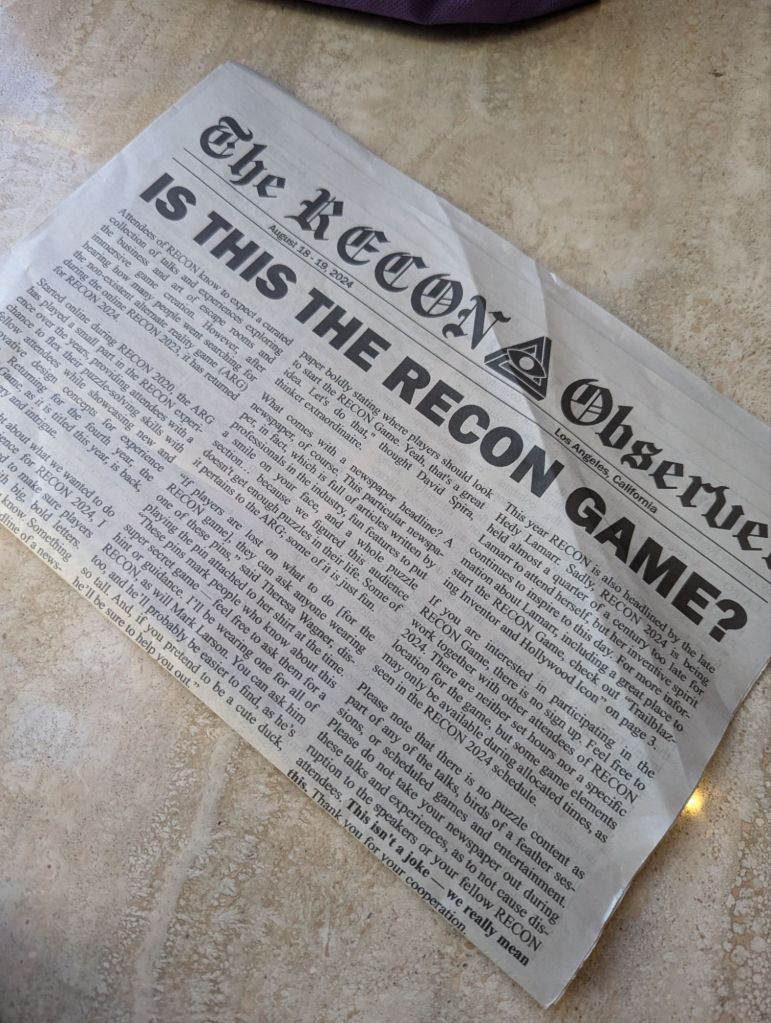 The RECON Observer
August 18 - 19, 2024
Los Angeles, California
IS THIS THE RECON GAME?
Attendees of RECON know to expect a curated
collection of talks and experiences exploring
the business and art of escape rooms and
immersive game creation. However, after
hearing how many people went searching for
the non-existent alternate reality game (ARG)
during the online RECON 2023, it has returned
for RECON 2024.
Started online during RECON 2020, the ARG
has played a small part in the RECON experi-
ence over the years, providing attendees with a
chance to flex their puzzle-solving skills with
fellow attendees while showcasing new and
vative design concepts for experience
Returning for the fourth year, the
Game, as it is titled this year, is back,
ry and intrigue
t about what we wanted to do
ence for RECON 2024, I
ed to make sure players
th big, bold letters.
know Something
dline of a news-
paper boldly stating where players should look
to start the RECON Game. Yeah, that's a great
idea. Let's do that," thought David Spira,
thinker extraordinaire.
What comes with a newspaper headline? A
newspaper, of course. This particular newspa-
per, in fact, which is full of articles written by
professionals in the industry, fun features to put
a smile on your face, and a whole puzzle
section... because we figured this audience
doesn't get enough puzzles in their life. Some of
it pertains to the ARG, some of it is just fun.
"If players are lost on what to do [for the
RECON game], they can ask anyone wearing
one of these pins," said Theresa Wagner, dis-
playing the pin attached to her shirt at the time.
"These pins mark people who know about this
super secret game — feel free to ask them for a
hint or guidance. I'll be wearing one for all of
RECON, as will Mark Larson. You can ask him
too, and he'll probably be easier to find, as he's
so tall. And, if you pretend to be a cute duck,
he'll be sure to help you out."
This year RECON is also headlined by the late
Hedy Lamarr. Sadly, RECON 2024 is being
held almost a quarter of a century too late for
Lamarr to attend herself, but her inventive spirit
continues to inspire to this day. For more infor-
mation about Lamarr, including a great place to
start the RECON Game, check out "Trailblaz-
ing Inventor and Hollywood Icon" on page 3.
If you are interested in participating in the
RECON Game, there is no sign up. Feel free to
work together with other attendees of RECON
2024. There are neither set hours nor a specific
location for the game, but some game elements
may only be available during allocated times, as
seen in the RECON 2024 schedule.
Please note that there is no puzzle content as
part of any of the talks, birds of a feather ses-
sions, or scheduled games and entertainment.
Please do not take your newspaper out during
these talks and experiences, as to not cause dis-
ruption to the speakers or your fellow RECON
attendees. This isn't a joke — we really mean
this. Thank you for your cooperation.